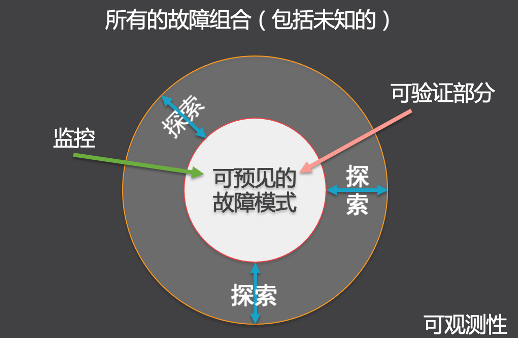 所有的故障组合（包括未知的）
可验证部分
探索
监控
可预见的
故障模式
探
索
探索
可观测性